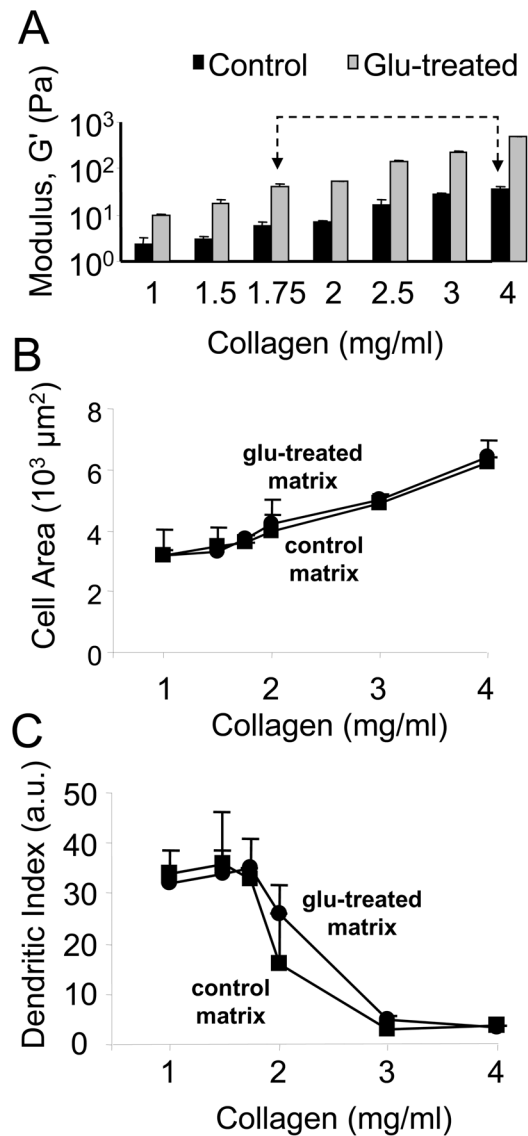 A
Control Glu-treated
Modulus, G' (Pa)
10³
10²
10¹
10⁰
1 1.5 1.75 2 2.5 3 4
Collagen (mg/ml)
B
Cell Area (10³ µm²)
8
6
4
2
0
glu-treated
matrix
control
matrix
1 2 3 4
Collagen (mg/ml)
C
Dendritic Index (a.u.)
50
40
30
20
10
0
glu-treated
matrix
control
matrix
1 2 3 4
Collagen (mg/ml)